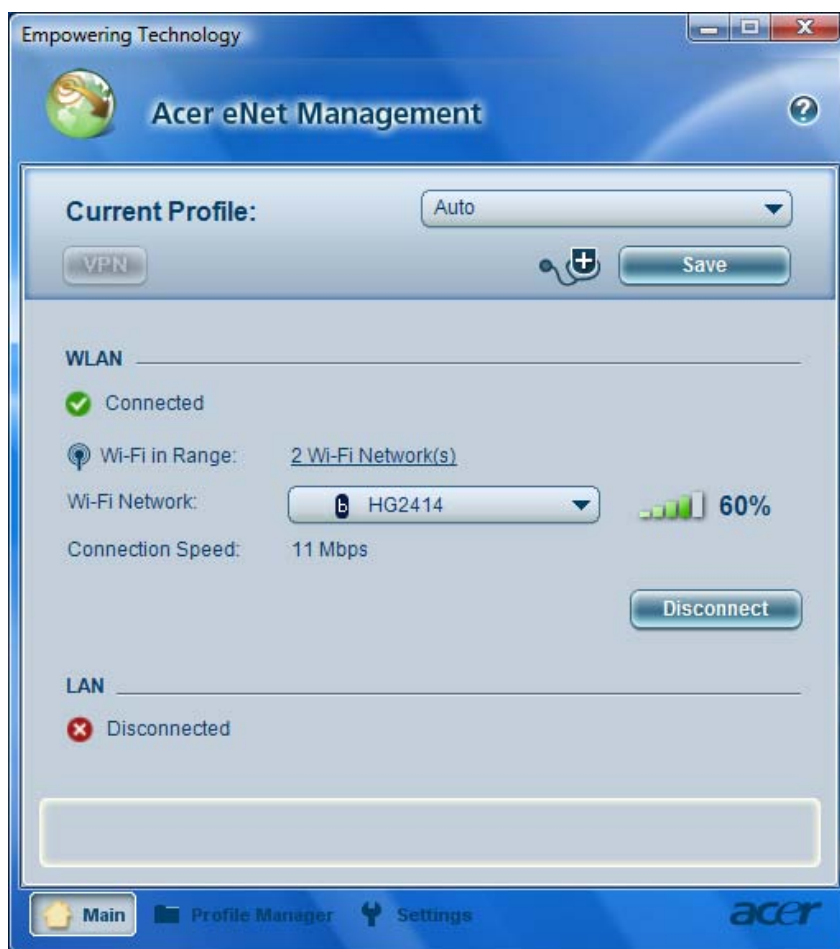 Empowering Technology
Acer eNet Management
?
Current Profile:
Auto
VPN
Save
WLAN
Connected
Wi-Fi in Range: 2 Wi-Fi Network(s)
Wi-Fi Network: b HG2414 60%
Connection Speed: 11 Mbps
Disconnect
LAN
Disconnected
Main Profile Manager Settings acer